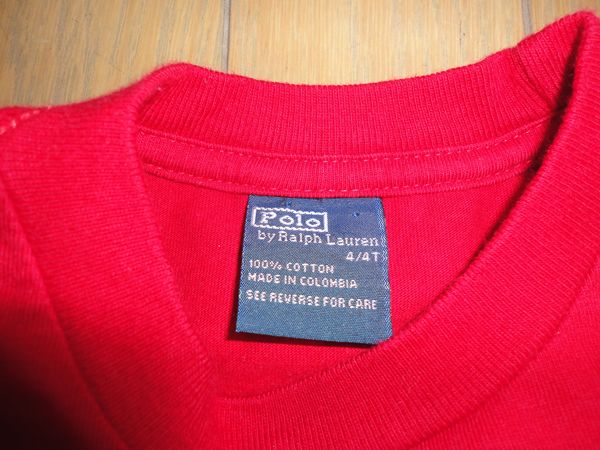 Polo
by Ralph Lauren
4/4T
100% COTTON
MADE IN COLOMBIA
SEE REVERSE FOR CARE